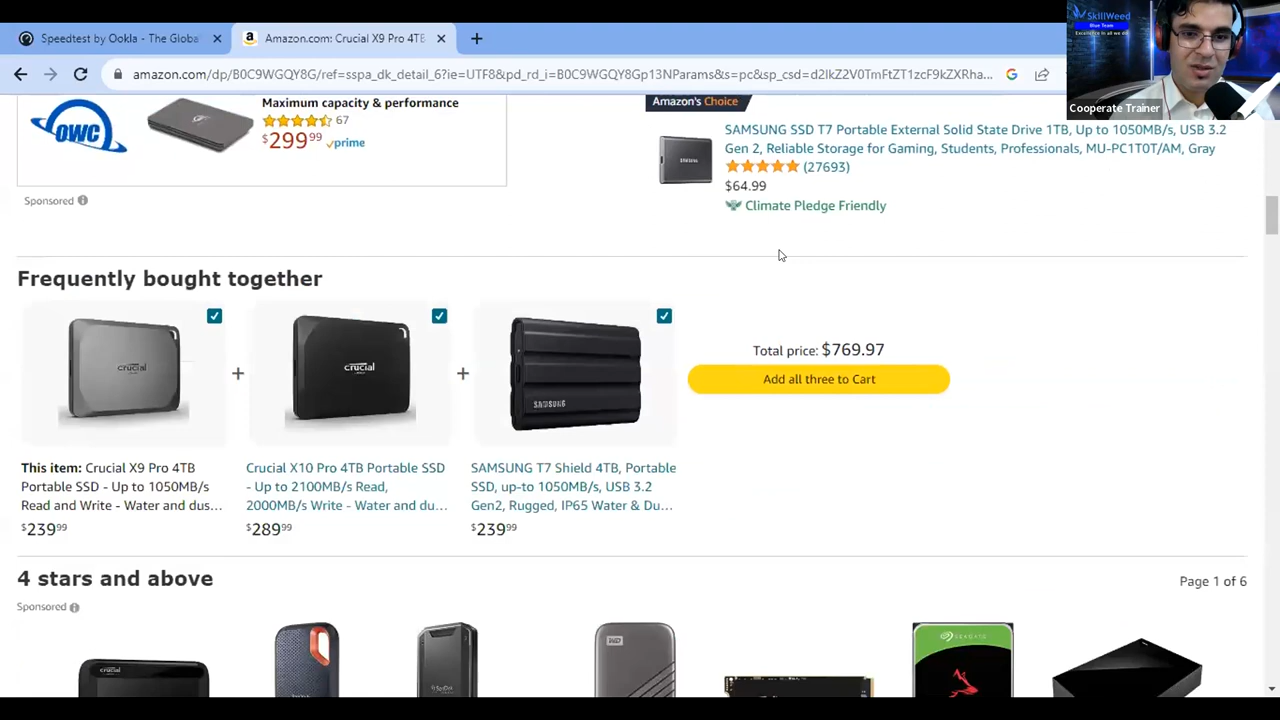 Speedtest by Ookla - The Global
Amazon.com: Crucial X9 Pro 4TB
amazon.com/dp/B0C9WGQY8G/ref=sspa_dk_detail_6?ie=UTF8&pd_rd_i=B0C9WGQY8Gp13NParams&s=pc&sp_csd=d2lkZ2V0TmFtZT1zcF9kZXRha...
SkillWeed
Blue Team
Cooperate Trainer
OWC
Maximum capacity & performance
67
$299.99 prime
Sponsored
Amazon's Choice
SAMSUNG SSD T7 Portable External Solid State Drive 1TB, Up to 1050MB/s, USB 3.2
Gen 2, Reliable Storage for Gaming, Students, Professionals, MU-PC1T0T/AM, Gray
(27693)
$64.99
Climate Pledge Friendly
Frequently bought together
crucial
+
crucial
+
SAMSUNG
Total price: $769.97
Add all three to Cart
This item: Crucial X9 Pro 4TB
Portable SSD - Up to 1050MB/s
Read and Write - Water and dus...
$239.99
Crucial X10 Pro 4TB Portable SSD
- Up to 2100MB/s Read,
2000MB/s Write - Water and du...
$289.99
SAMSUNG T7 Shield 4TB, Portable
SSD, up-to 1050MB/s, USB 3.2
Gen2, Rugged, IP65 Water & Du...
$239.99
4 stars and above
Page 1 of 6
Sponsored
crucial
WD
SEAGATE